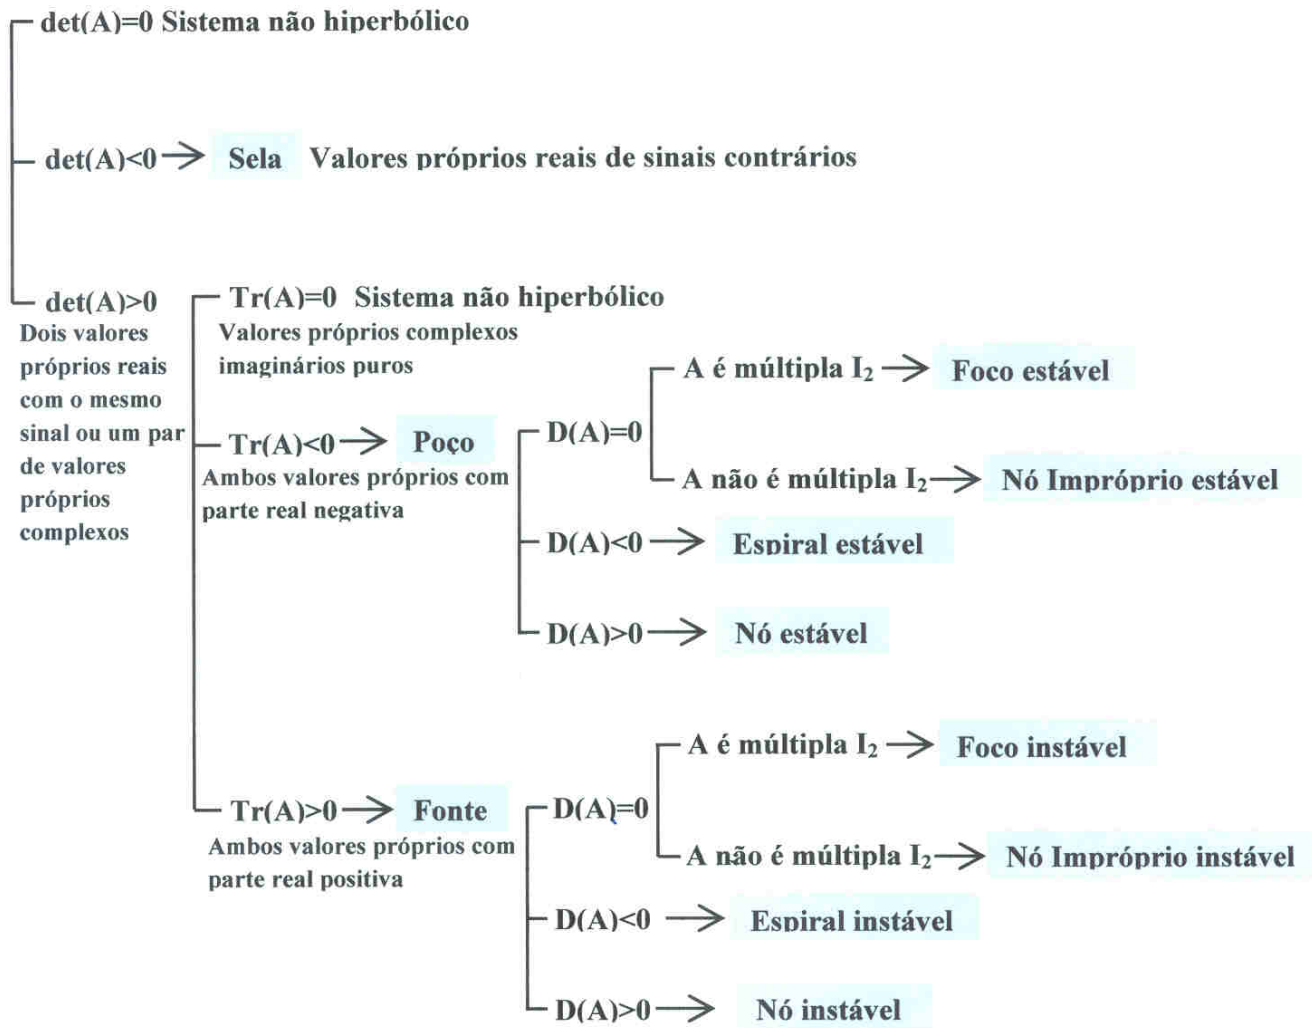 det(A)=0 Sistema não hiperbólico
det(A)<0 → Sela Valores próprios reais de sinais contrários
det(A)>0
Dois valores
próprios reais
com o mesmo
sinal ou um par
de valores
próprios
complexos
Tr(A)=0 Sistema não hiperbólico
Valores próprios complexos
imaginários puros
Tr(A)<0 → Poço
Ambos valores próprios com
parte real negativa
D(A)=0
A é múltipla I₂ → Foco estável
A não é múltipla I₂ → Nó Impróprio estável
D(A)<0 → Espiral estável
D(A)>0 → Nó estável
Tr(A)>0 → Fonte
Ambos valores próprios com
parte real positiva
D(A)=0
A é múltipla I₂ → Foco instável
A não é múltipla I₂ → Nó Impróprio instável
D(A)<0 → Espiral instável
D(A)>0 → Nó instável